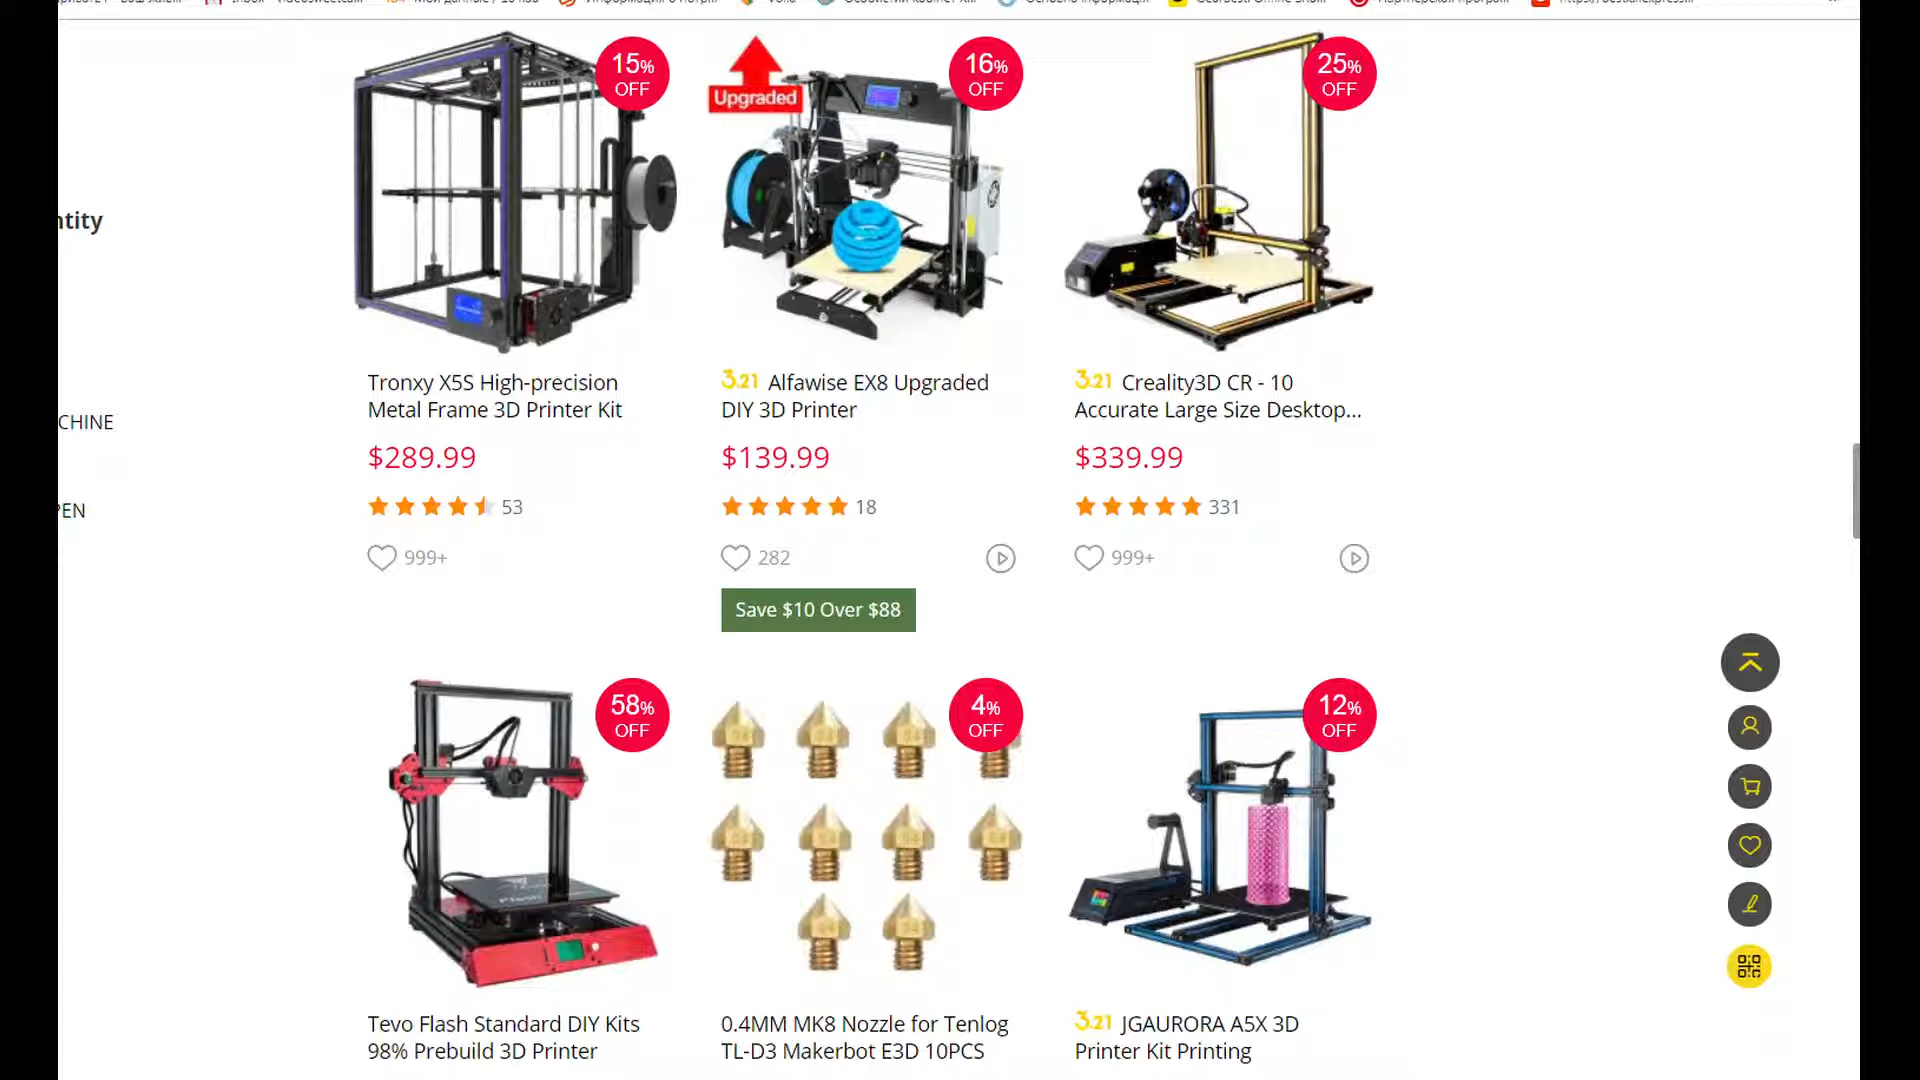 15% OFF
Upgraded
16% OFF
25% OFF
ntity
Tronxy X5S High-precision
Metal Frame 3D Printer Kit
$289.99
53
999+
3.21 Alfawise EX8 Upgraded
DIY 3D Printer
$139.99
18
282
Save $10 Over $88
3.21 Creality3D CR - 10
Accurate Large Size Desktop...
$339.99
331
999+
CHINE
PEN
58% OFF
4% OFF
12% OFF
Tevo Flash Standard DIY Kits
98% Prebuild 3D Printer
0.4MM MK8 Nozzle for Tenlog
TL-D3 Makerbot E3D 10PCS
3.21 JGAURORA A5X 3D
Printer Kit Printing